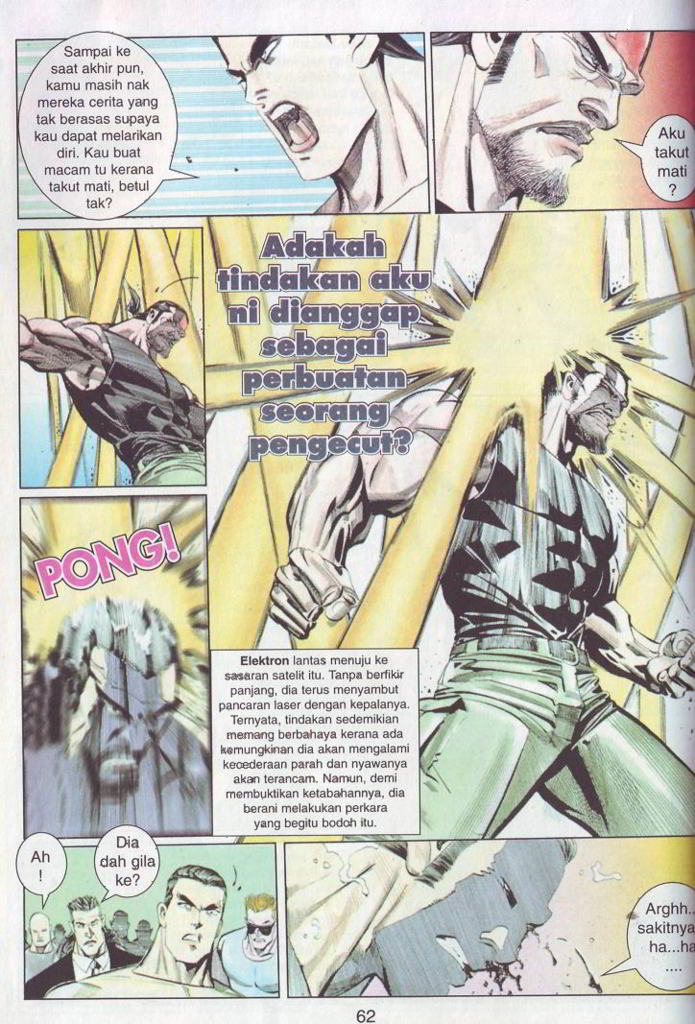 Sampai ke
saat akhir pun,
kamu masih nak
mereka cerita yang
tak berasas supaya
kau dapat melarikan
diri. Kau buat
macam tu kerana
takut mati, betul
tak?
Aku
takut
mati
?
Adakah
tindakan aku
ni dianggap
sebagai
perbuatan
seorang
pengecut?
PONG!
Elektron lantas menuju ke
sasaran satelit itu. Tanpa berfikir
panjang, dia terus menyambut
pancaran laser dengan kepalanya.
Ternyata, tindakan sedemikian
memang berbahaya kerana ada
kemungkinan dia akan mengalami
kecederaan parah dan nyawanya
akan terancam. Namun, demi
membuktikan ketabahannya, dia
berani melakukan perkara
yang begitu bodoh itu.
Ah
!
Dia
dah gila
ke?
Arghh..
sakitnya
ha...ha
....
62